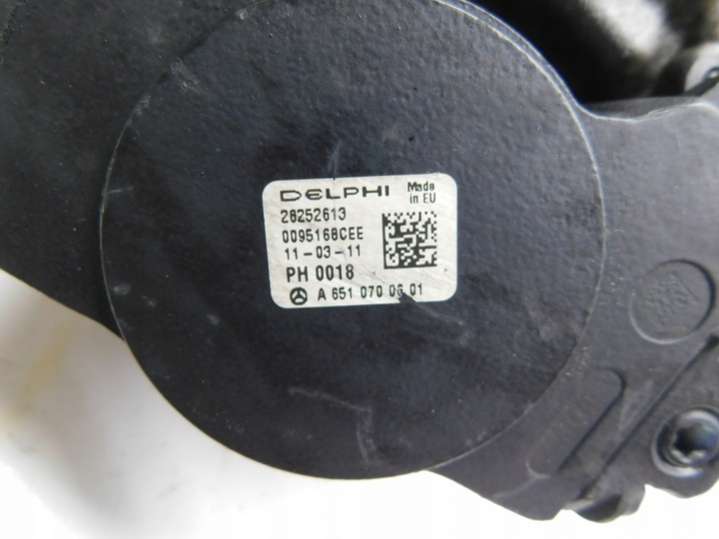 DELPHI Made in EU
28252613
0095168CEE
11-03-11
PH 0018
A 651 070 06 01